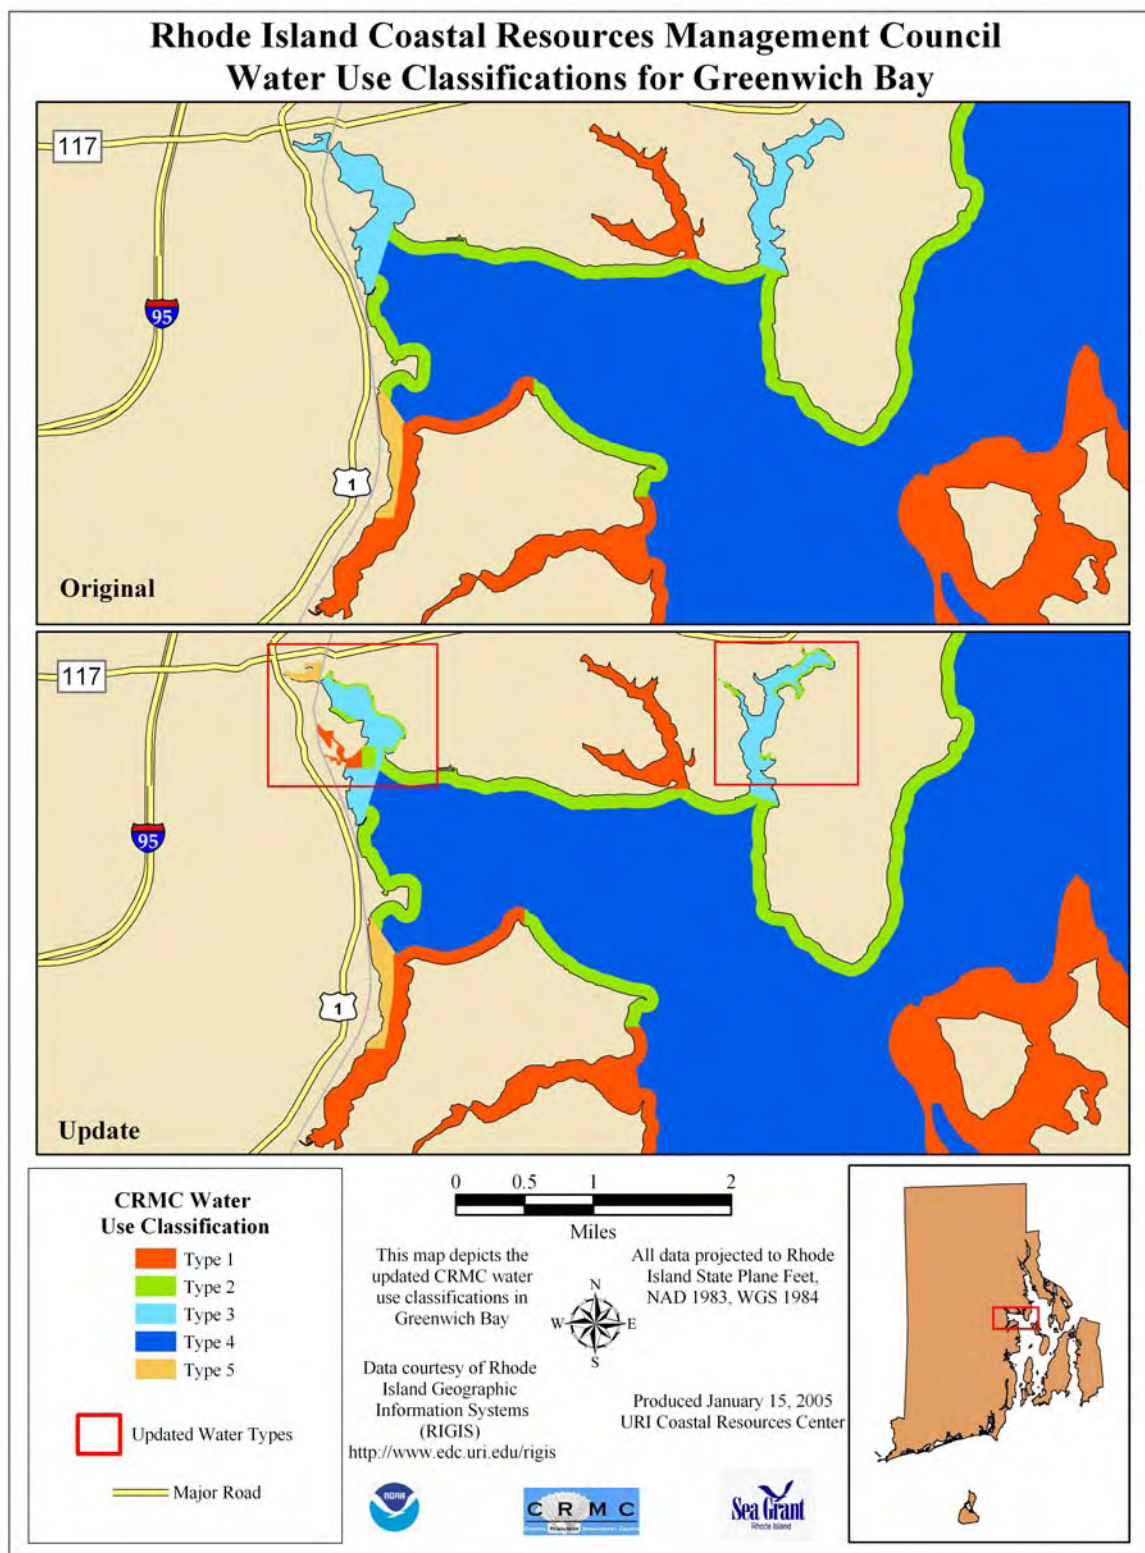 Rhode Island Coastal Resources Management Council
Water Use Classifications for Greenwich Bay
117
95
1
Original
117
95
1
Update
CRMC Water
Use Classification
Type 1
Type 2
Type 3
Type 4
Type 5
Updated Water Types
Major Road
0 0.5 1 2
Miles
This map depicts the
updated CRMC water
use classifications in
Greenwich Bay
All data projected to Rhode
Island State Plane Feet,
NAD 1983, WGS 1984
N
W E
S
Data courtesy of Rhode
Island Geographic
Information Systems
(RIGIS)
http://www.edc.uri.edu/rigis
Produced January 15, 2005
URI Coastal Resources Center
NOAA
CRMC
Sea Grant
Rhode Island